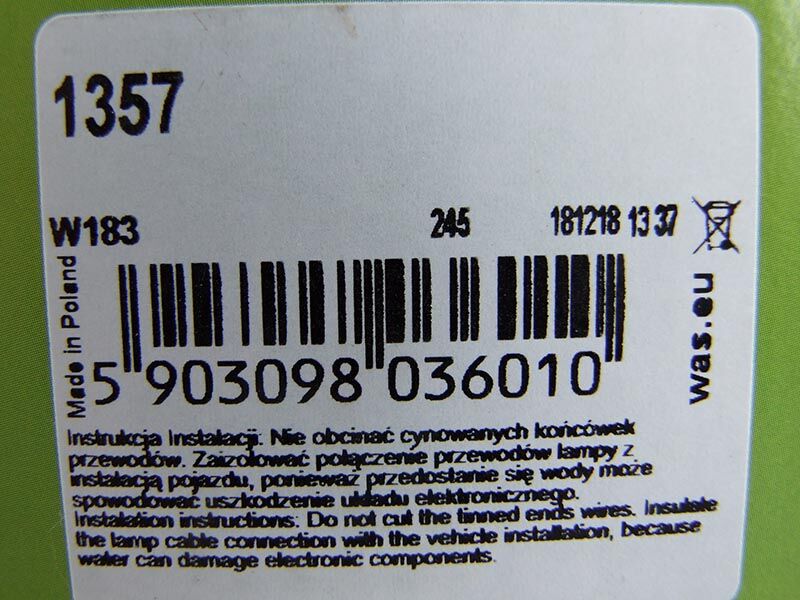 1357
W183 245 181218 13 37
was.eu
Made in Poland
5 903098 036010
Instrukcja Instalacji: Nie obcinać cynowanych końcówek
przewodów. Zaizolować połączenie przewodów lampy z
instalacją pojazdu, ponieważ przedostanie się wody może
spowodować uszkodzenie układu elektronicznego.
Instalation instructions: Do not cut the tinned ends wires. Insulate
the lamp cable connection with the vehicle installation, because
water can damage electronic components.